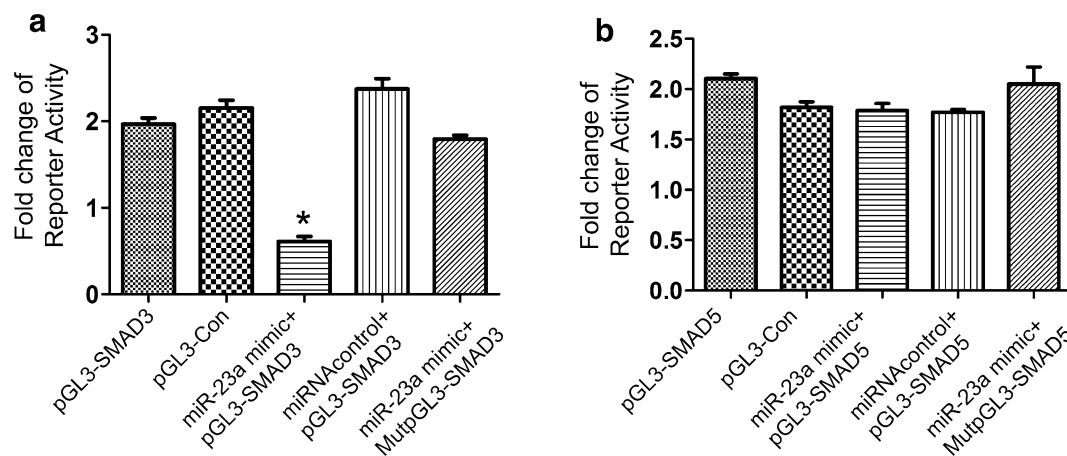 a
Fold change of
Reporter Activity
3
2
1
0
*
pGL3-SMAD3
pGL3-Con
miR-23a mimic+
pGL3-SMAD3
miRNAcontrol+
pGL3-SMAD3
miR-23a mimic+
MutpGL3-SMAD3
b
Fold change of
Reporter Activity
2.5
2.0
1.5
1.0
0.5
0.0
pGL3-SMAD5
pGL3-Con
miR-23a mimic+
pGL3-SMAD5
miRNAcontrol+
pGL3-SMAD5
miR-23a mimic+
MutpGL3-SMAD5